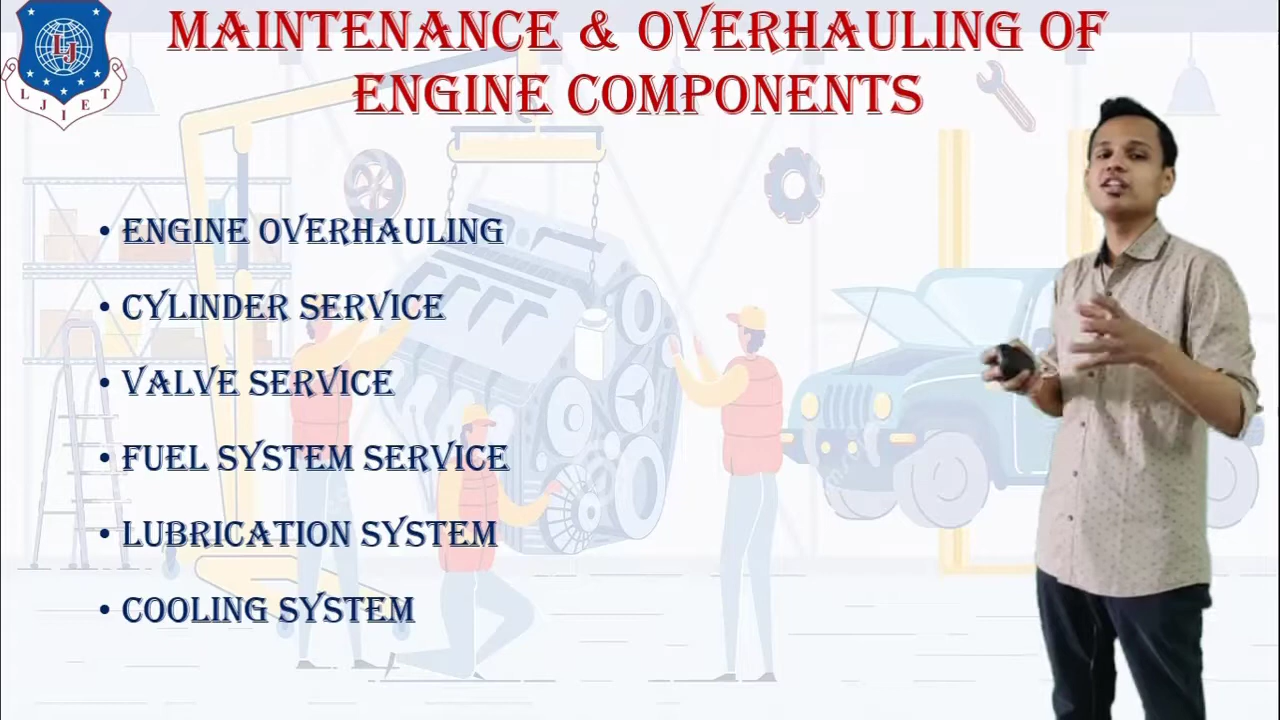 MAINTENANCE & OVERHAULING OF
ENGINE COMPONENTS
LJ
LJIET
• ENGINE OVERHAULING
• CYLINDER SERVICE
• VALVE SERVICE
• FUEL SYSTEM SERVICE
• LUBRICATION SYSTEM
• COOLING SYSTEM